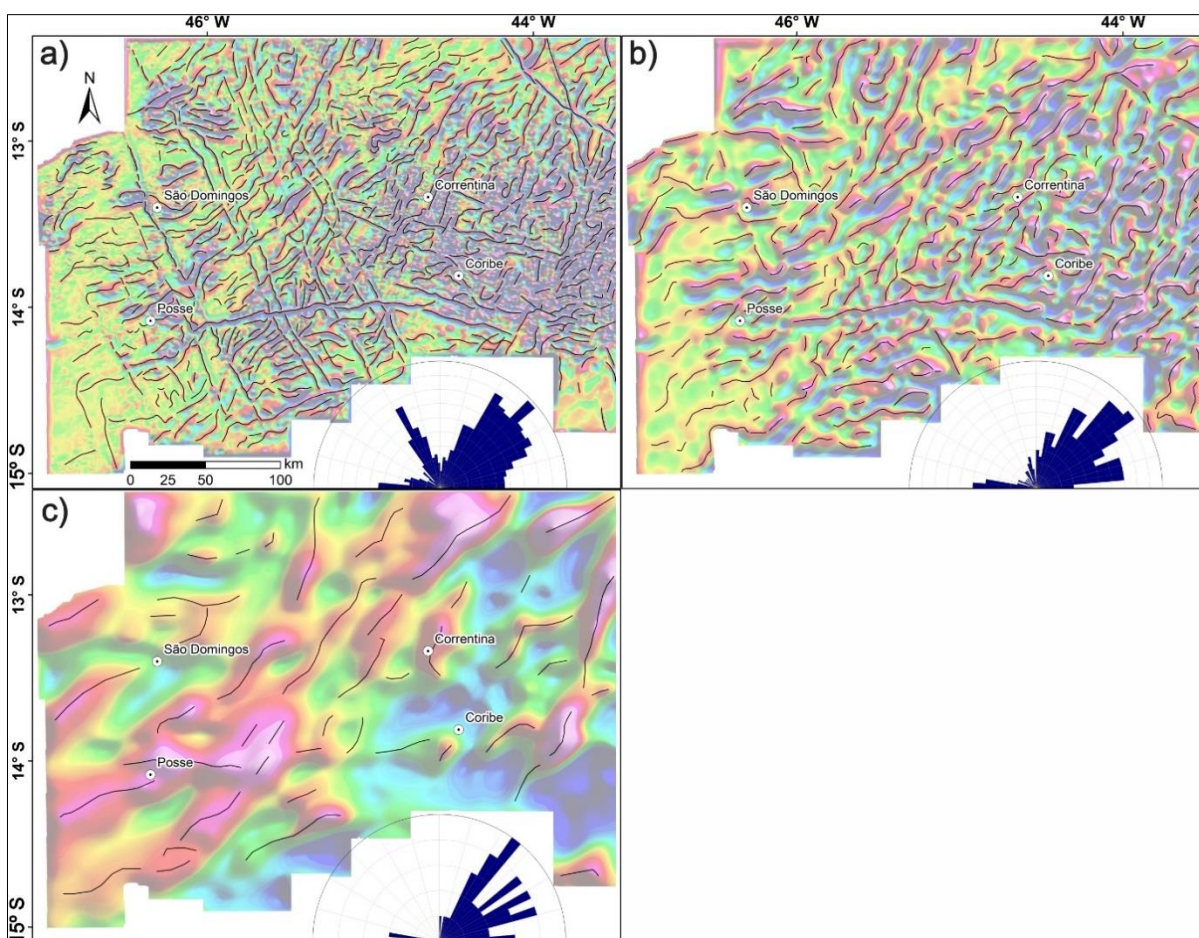 46° W 44° W 46° W 44° W
a)
b)
N
13° S
São Domingos
Correntina
São Domingos
Correntina
Coribe
Coribe
14° S
Posse
Posse
km
0 25 50 100
15° S
c)
13° S
São Domingos
Correntina
Coribe
14° S
Posse
15° S